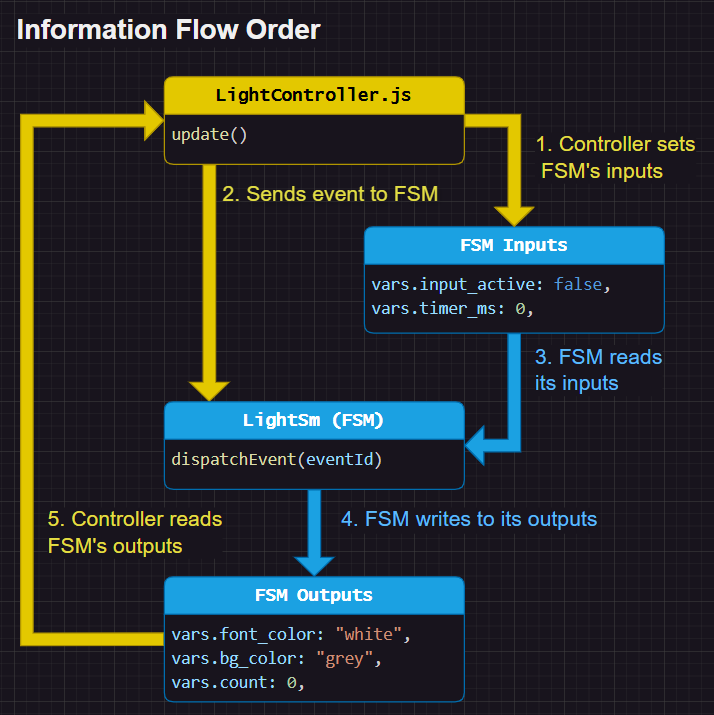 Information Flow Order
LightController.js
update()
1. Controller sets
FSM's inputs
2. Sends event to FSM
FSM Inputs
vars.input_active: false,
vars.timer_ms: 0,
3. FSM reads
its inputs
LightSm (FSM)
dispatchEvent(eventId)
4. FSM writes to its outputs
5. Controller reads
FSM's outputs
FSM Outputs
vars.font_color: "white",
vars.bg_color: "grey",
vars.count: 0,